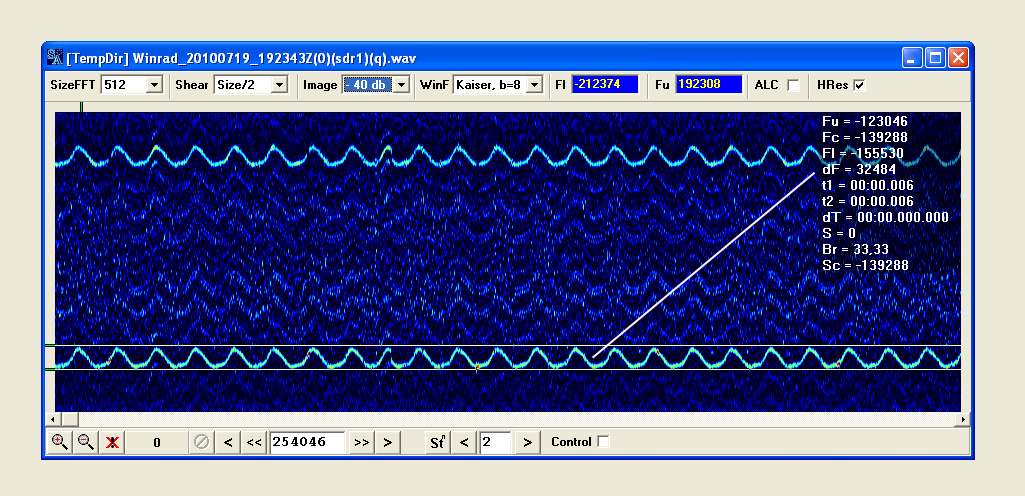 [TempDir] Winrad_20100719_192343Z(0)(sdr1)(q).wav
SizeFFT 512 Shear Size/2 Image - 40 db WinF Kaiser, b=8 Fl -212374 Fu 192308 ALC HRes
Fu = -123046
Fc = -139288
Fl = -155530
dF = 32484
t1 = 00:00.006
t2 = 00:00.006
dT = 00:00.000.000
S = 0
Br = 33,33
Sc = -139288
0 < << 254046 >> > Sf < 2 > Control